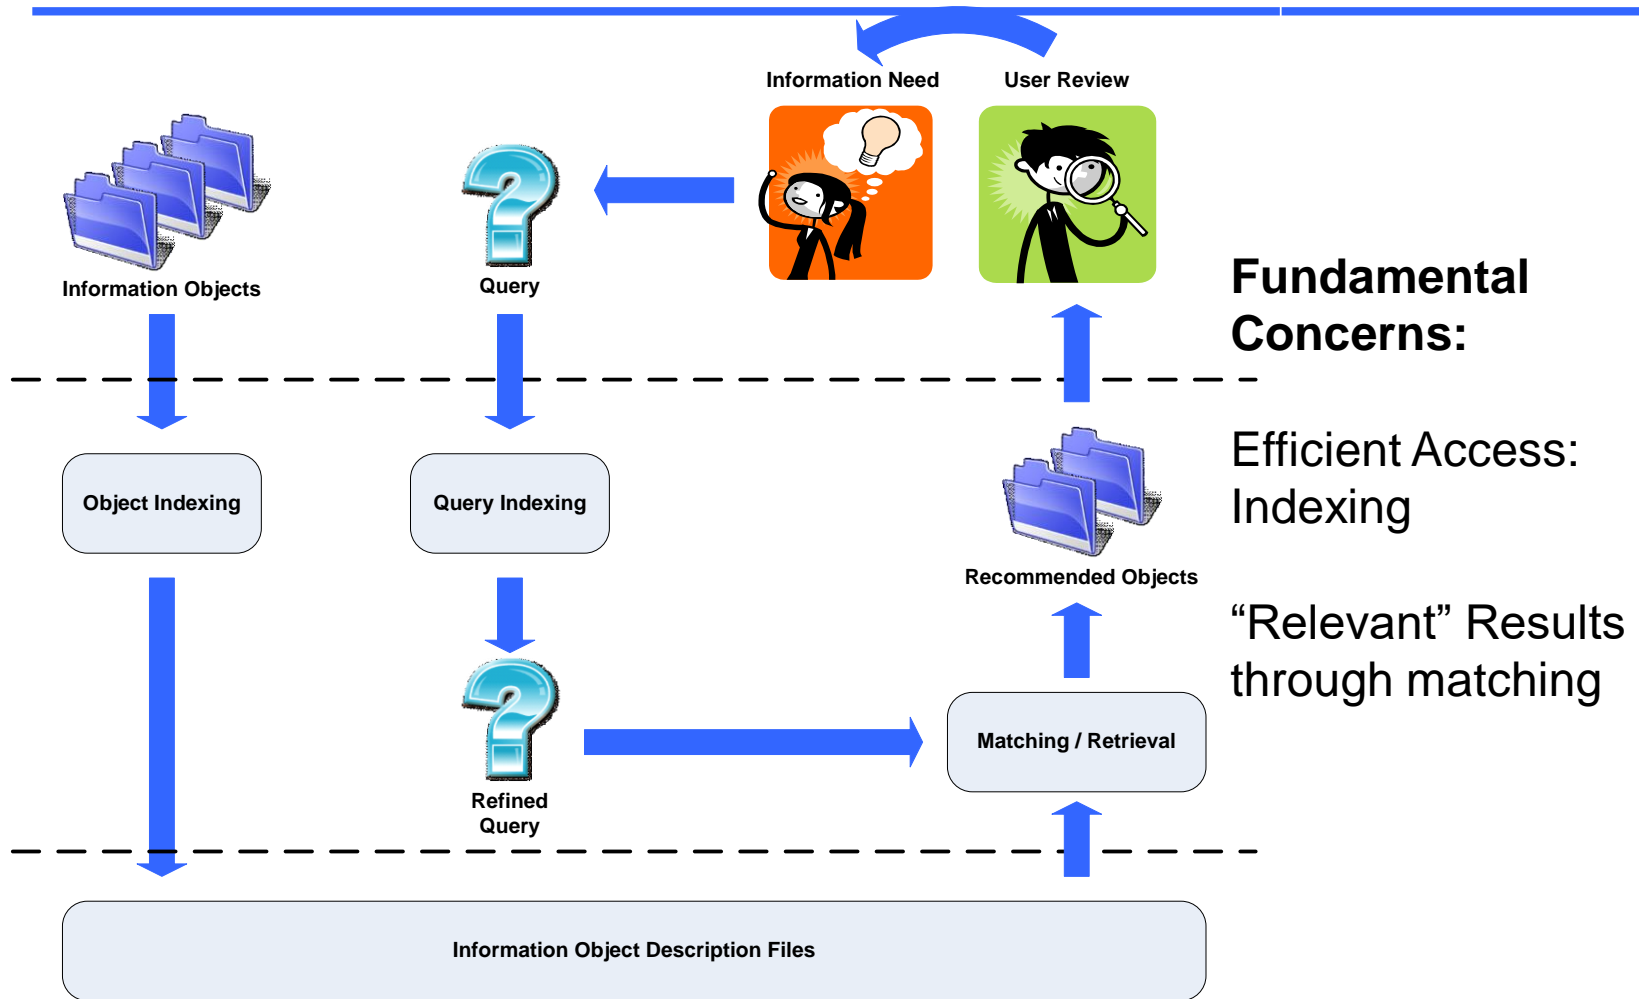 Information Need
User Review
Information Objects
Query
Fundamental
Concerns:
Object Indexing
Query Indexing
Efficient Access:
Indexing
Recommended Objects
“Relevant” Results
through matching
Matching / Retrieval
Refined
Query
Information Object Description Files